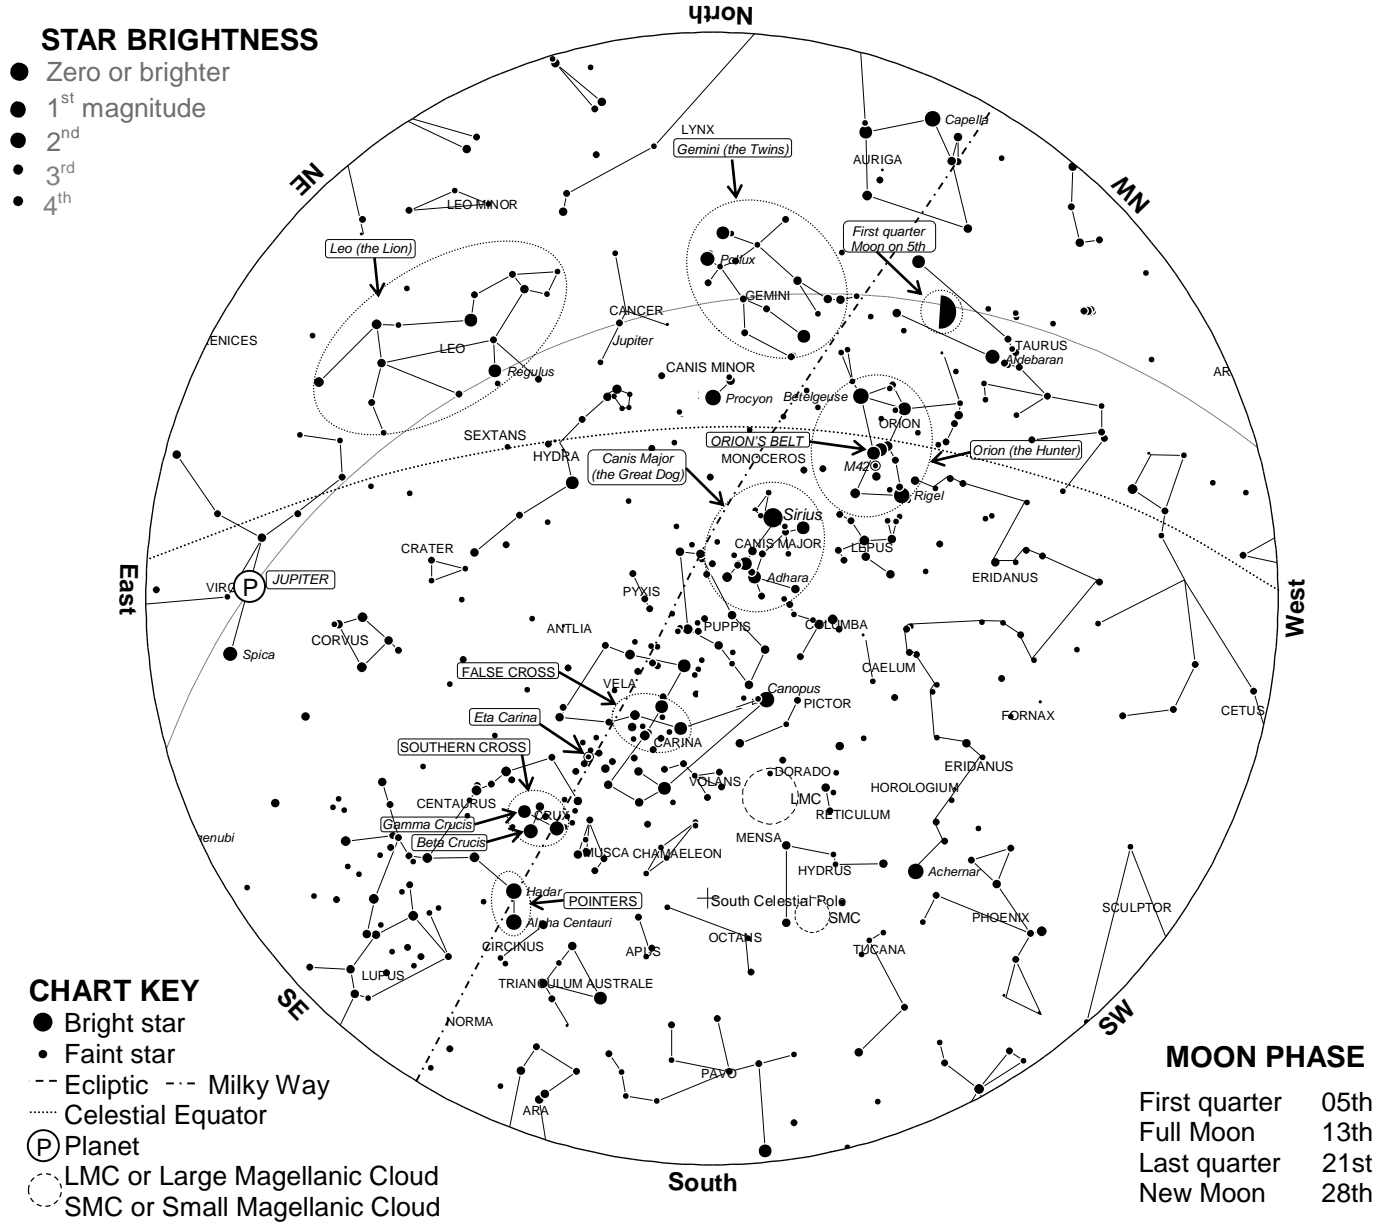 North
STAR BRIGHTNESS
Zero or brighter
1st magnitude
2nd
3rd
4th
NE
NW
LYNX
Gemini (the Twins)
Capella
AURIGA
LEO MINOR
Leo (the Lion)
First quarter
Moon on 5th
Pollux
GEMINI
CANCER
Jupiter
ENICES
LEO
Regulus
TAURUS
Aldebaran
AR
CANIS MINOR
Procyon
Betelgeuse
ORION
SEXTANS
HYDRA
ORION'S BELT
Orion (the Hunter)
MONOCEROS
M42
Canis Major
(the Great Dog)
Rigel
Sirius
CANIS MAJOR
LEPUS
CRATER
Adhara
ERIDANUS
East
VIRG
P
JUPITER
PYXIS
West
ANTLIA
PUPPIS
COLUMBA
CORVUS
Spica
CAELUM
FALSE CROSS
VELA
Canopus
PICTOR
Eta Carina
FORNAX
CETUS
SOUTHERN CROSS
CARINA
ERIDANUS
VOLANS
DORADO
HOROLOGIUM
LMC
CENTAURUS
RETICULUM
Gamma Crucis
CRUX
Beta Crucis
MENSA
enubi
MUSCA
CHAMAELEON
HYDRUS
Achernar
Hadar
POINTERS
South Celestial Pole
SMC
SCULPTOR
PHOENIX
Alpha Centauri
CIRCINUS
APUS
OCTANS
TUCANA
LUPUS
TRIANGULUM AUSTRALE
SE
NORMA
SW
PAVO
ARA
South
CHART KEY
Bright star
Faint star
Ecliptic
Milky Way
Celestial Equator
P Planet
LMC or Large Magellanic Cloud
SMC or Small Magellanic Cloud
MOON PHASE
First quarter 05th
Full Moon 13th
Last quarter 21st
New Moon 28th